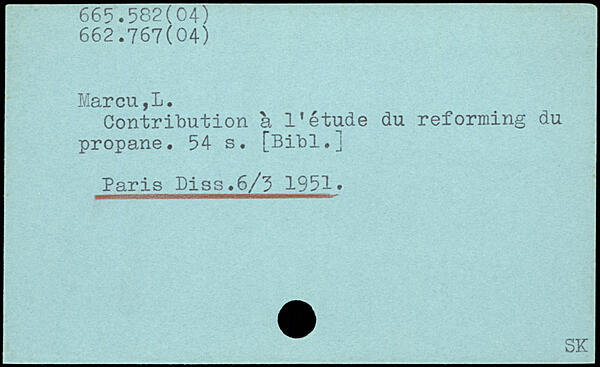 665.582(04)
662.767(04)
Marcu,L.
Contribution à l'étude du reforming du
propane. 54 s. [Bibl.]
Paris Diss.6/3 1951.
SK